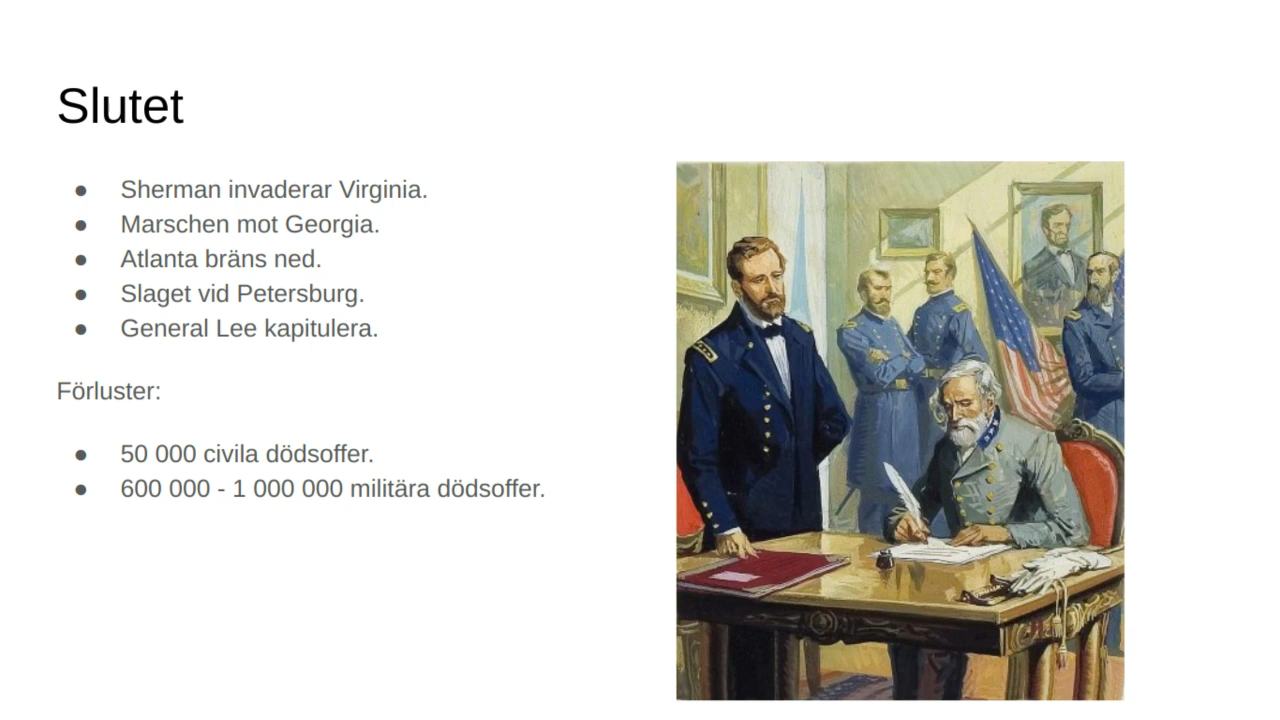 Slutet
● Sherman invaderar Virginia.
● Marschen mot Georgia.
● Atlanta bräns ned.
● Slaget vid Petersburg.
● General Lee kapitulera.
Förluster:
● 50 000 civila dödsoffer.
● 600 000 - 1 000 000 militära dödsoffer.